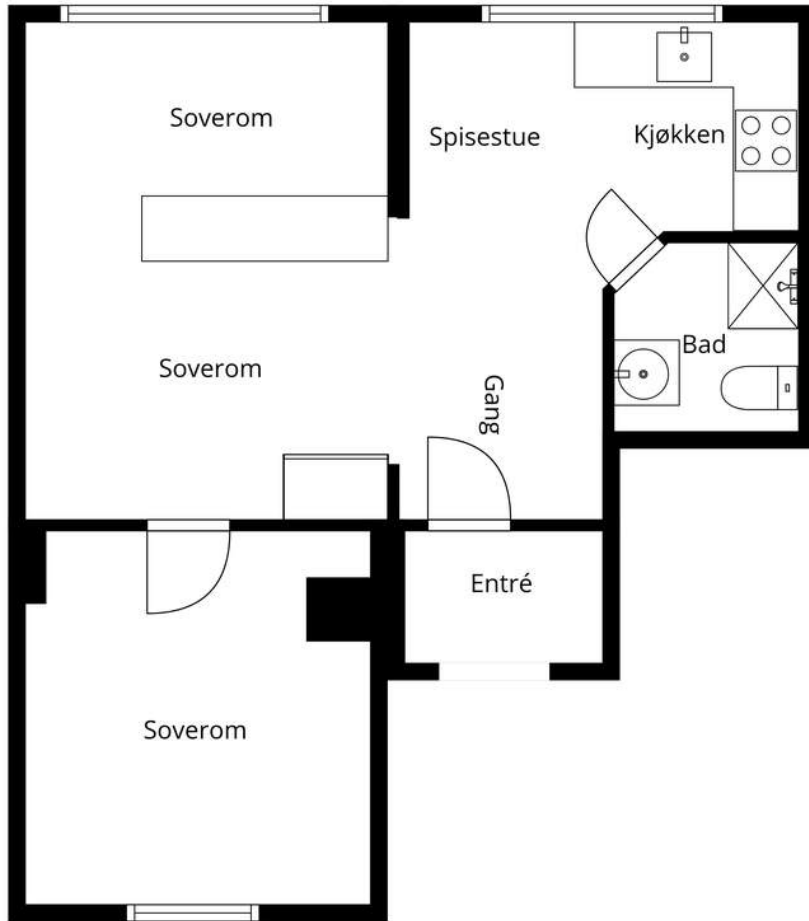 Soverom
Spisestue
Kjøkken
Bad
Soverom
Gang
Entré
Soverom